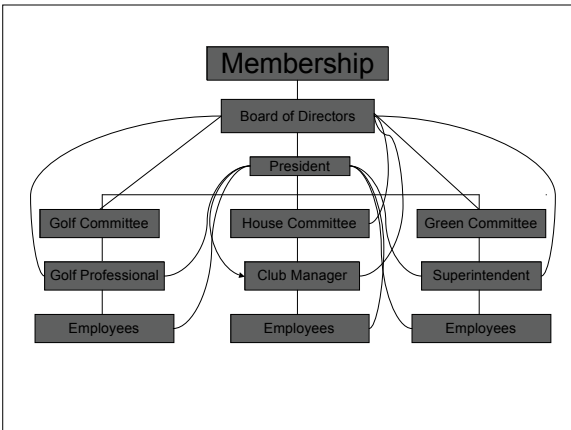 Membership
Board of Directors
President
Golf Committee
House Committee
Green Committee
Golf Professional
Club Manager
Superintendent
Employees
Employees
Employees